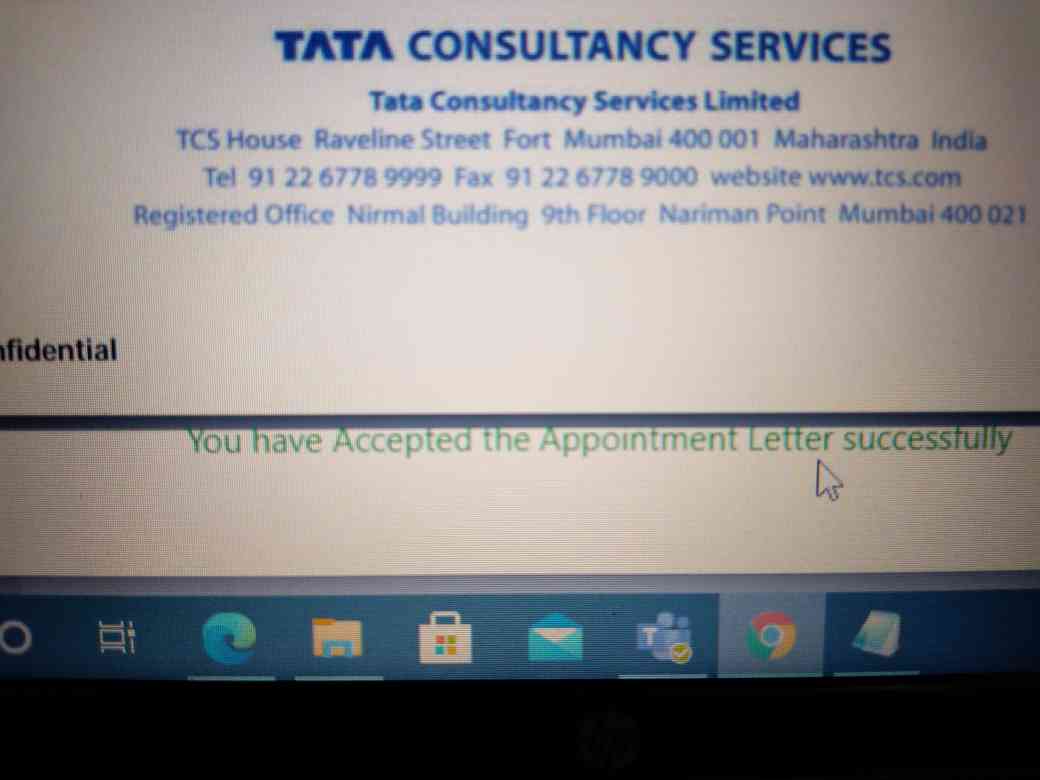 TATA CONSULTANCY SERVICES
Tata Consultancy Services Limited
TCS House Raveline Street Fort Mumbai 400 001 Maharashtra India
Tel 91 22 6778 9999 Fax 91 22 6778 9000 website www.tcs.com
Registered Office Nirmal Building 9th Floor Nariman Point Mumbai 400 021
nfidential
You have Accepted the Appointment Letter successfully
T
hp